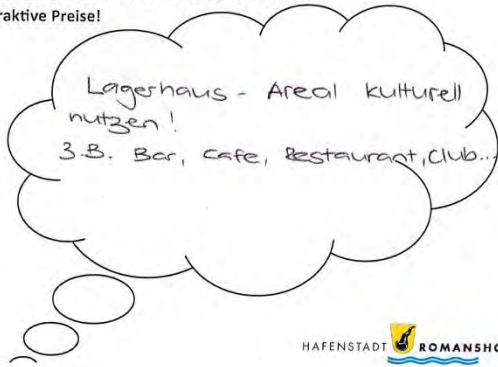 raktive Preise!
Lagerhaus - Areal kulturell
nutzen!
z.B. Bar, Cafe, Restaurant, Club...
HAFENSTADT ROMANSHO